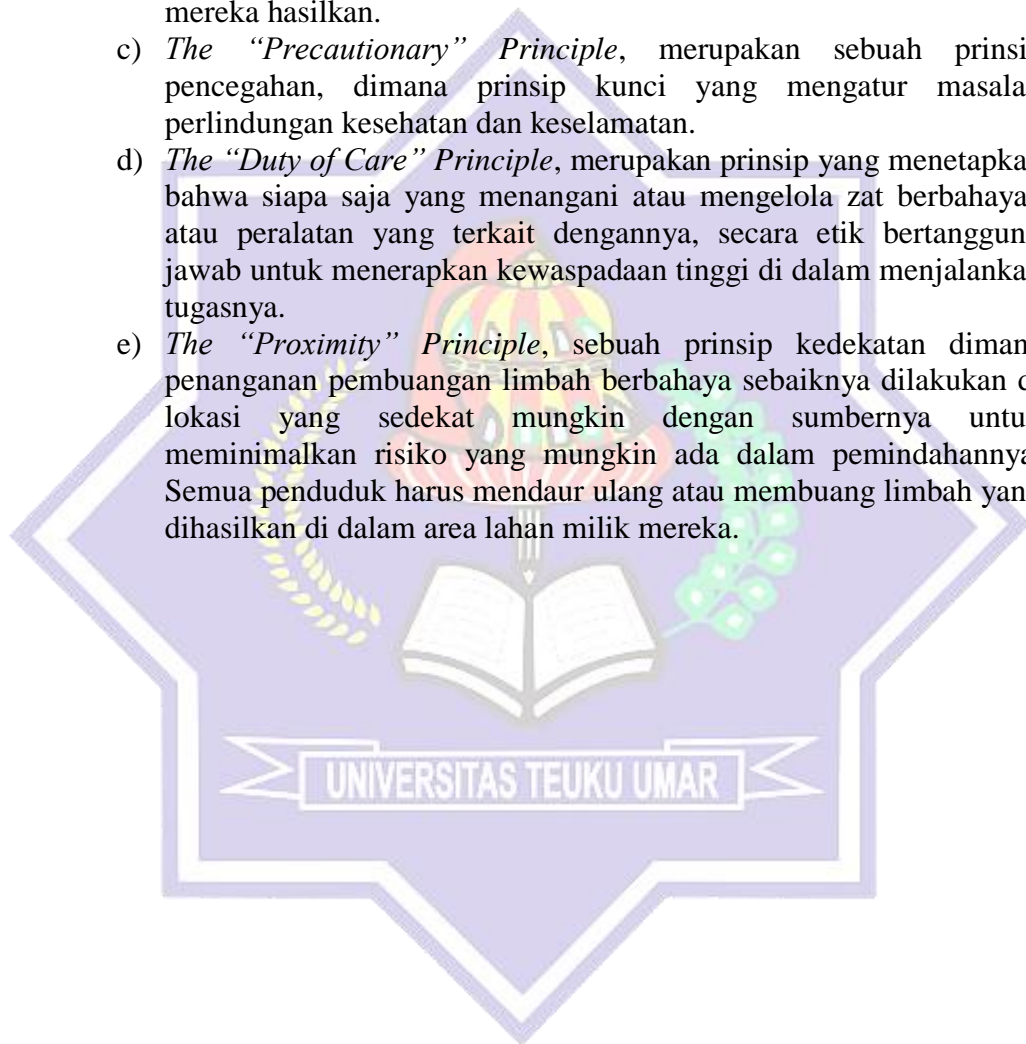 mereka hasilkan.
c) The “Precautionary” Principle, merupakan sebuah prinsi
pencegahan, dimana prinsip kunci yang mengatur masala
perlindungan kesehatan dan keselamatan.
d) The “Duty of Care” Principle, merupakan prinsip yang menetapka
bahwa siapa saja yang menangani atau mengelola zat berbahaya
atau peralatan yang terkait dengannya, secara etik bertanggun
jawab untuk menerapkan kewaspadaan tinggi di dalam menjalanka
tugasnya.
e) The “Proximity” Principle, sebuah prinsip kedekatan diman
penanganan pembuangan limbah berbahaya sebaiknya dilakukan d
lokasi yang sedekat mungkin dengan sumbernya untu
meminimalkan risiko yang mungkin ada dalam pemindahannya
Semua penduduk harus mendaur ulang atau membuang limbah yan
dihasilkan di dalam area lahan milik mereka.
UNIVERSITAS TEUKU UMAR